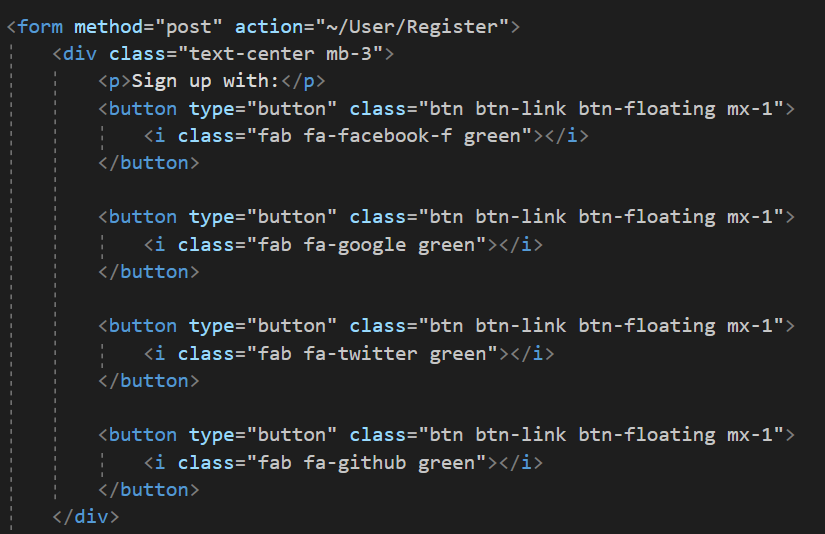 <form method="post" action="~/User/Register">
<div class="text-center mb-3">
<p>Sign up with:</p>
<button type="button" class="btn btn-link btn-floating mx-1">
<i class="fab fa-facebook-f green"></i>
</button>
<button type="button" class="btn btn-link btn-floating mx-1">
<i class="fab fa-google green"></i>
</button>
<button type="button" class="btn btn-link btn-floating mx-1">
<i class="fab fa-twitter green"></i>
</button>
<button type="button" class="btn btn-link btn-floating mx-1">
<i class="fab fa-github green"></i>
</button>
</div>